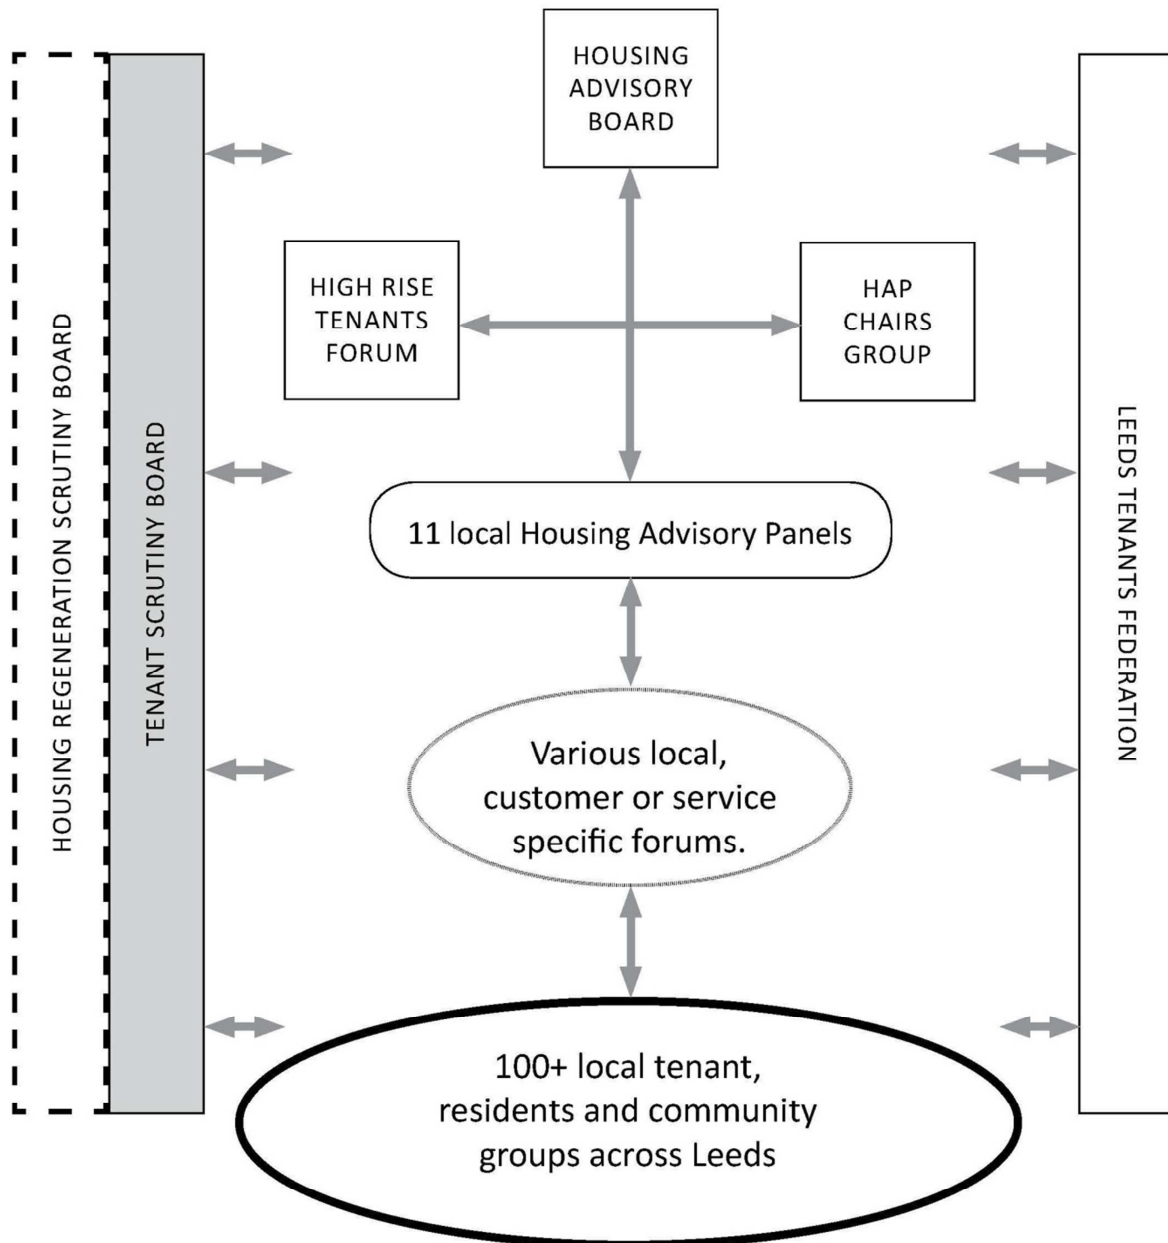 HOUSING
ADVISORY
BOARD
HIGH RISE
TENANTS
FORUM
HAP
CHAIRS
GROUP
HOUSING REGENERATION SCRUTINY BOARD
TENANT SCRUTINY BOARD
LEEDS TENANTS FEDERATION
11 local Housing Advisory Panels
Various local,
customer or service
specific forums.
100+ local tenant,
residents and community
groups across Leeds